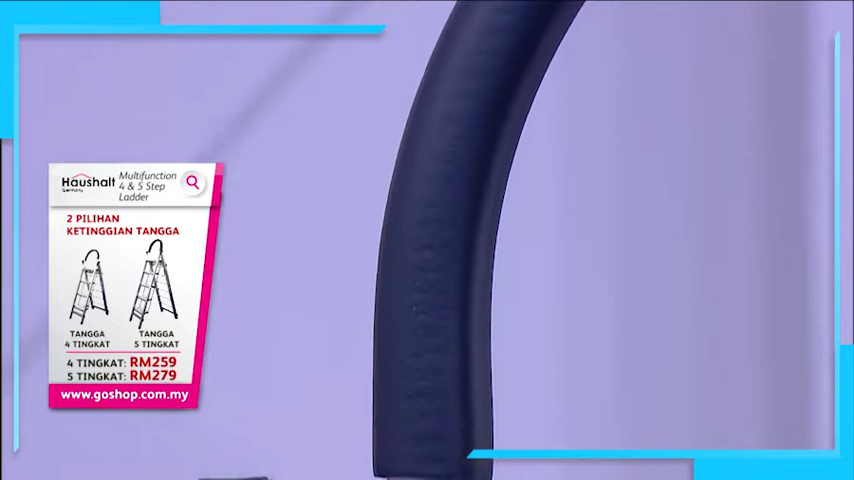 Haushalt
Germany
Multifunction
4 & 5 Step
Ladder
2 PILIHAN
KETINGGIAN TANGGA
TANGGA
4 TINGKAT
TANGGA
5 TINGKAT
4 TINGKAT: RM259
5 TINGKAT: RM279
www.goshop.com.my